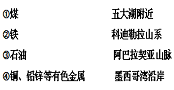 ①煤 五大湖附近
②铁 科迪勒拉山系
③石油 阿巴拉契亚山脉
④铜、铅锌等有色金属 墨西哥湾沿岸